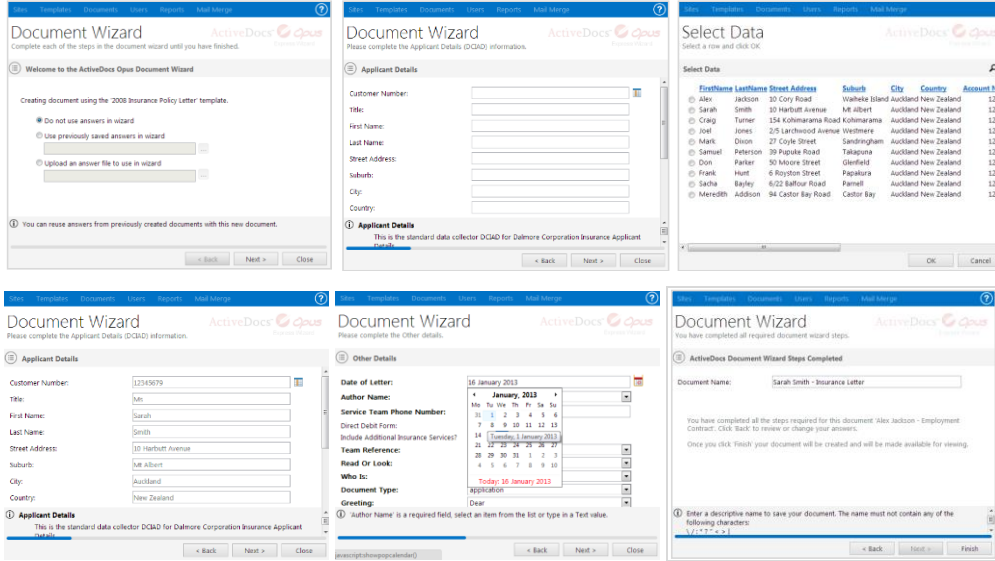 Sites Templates Documents Users Reports Mail Merge ?
Document Wizard
ActiveDocs Opus
Complete each of the steps in the document wizard until you have finished.
Welcome to the ActiveDocs Opus Document Wizard
Creating document using the '2008 Insurance Policy Letter' template.
Do not use answers in wizard
Use previously saved answers in wizard
...
Upload an answer file to use in wizard
...
You can reuse answers from previously created documents with this new document.
< Back Next > Close
Sites Templates Documents Users Reports Mail Merge ?
Document Wizard
ActiveDocs Opus
Please complete the Applicant Details (DCIAD) information.
Applicant Details
Customer Number:
Title:
First Name:
Last Name:
Street Address:
Suburb:
City:
Country:
Applicant Details
This is the standard data collector DCIAD for Dalmore Corporation Insurance Applicant
Details
< Back Next > Close
Sites Templates Documents Users Reports Mail Merge
Select Data
ActiveDocs Opus
Select a row and click OK
Select Data
FirstName LastName Street Address Suburb City Country Account N
Alex Jackson 10 Cory Road Waiheke Island Auckland New Zealand 12
Sarah Smith 10 Harbutt Avenue Mt Albert Auckland New Zealand 12
Craig Turner 154 Kohimarama Road Kohimarama Auckland New Zealand 12
Joel Jones 2/5 Larchwood Avenue Westmere Auckland New Zealand 12
Mark Dixon 27 Coyle Street Sandringham Auckland New Zealand 12
Samuel Peterson 39 Pupuke Road Takapuna Auckland New Zealand 12
Don Parker 50 Moore Street Glenfield Auckland New Zealand 12
Frank Hunt 6 Royston Street Papakura Auckland New Zealand 12
Sacha Bayley 6/22 Balfour Road Parnell Auckland New Zealand 12
Meredith Addison 94 Castor Bay Road Castor Bay Auckland New Zealand 12
OK Cancel
Sites Templates Documents Users Reports Mail Merge ?
Document Wizard
ActiveDocs Opus
Please complete the Applicant Details (DCIAD) information.
Applicant Details
Customer Number: 12345679
Title: Ms
First Name: Sarah
Last Name: Smith
Street Address: 10 Harbutt Avenue
Suburb: Mt Albert
City: Auckland
Country: New Zealand
Applicant Details
This is the standard data collector DCIAD for Dalmore Corporation Insurance Applicant
Details
< Back Next > Close
Sites Templates Documents Users Reports Mail Merge ?
Document Wizard
ActiveDocs Opus
Please complete the Other details.
Other Details
Date of Letter: 16 January 2013
Author Name:
Service Team Phone Number:
Direct Debit Form:
Include Additional Insurance Services?
Team Reference:
Read Or Look:
Who Is:
Document Type: application
Greeting: Dear
January, 2013
Mo Tu We Th Fr Sa Su
31 1 2 3 4 5 6
7 8 9 10 11 12 13
14 Tuesday, 1 January 2013
21 22 23 24 25 26 27
28 29 30 31 1 2 3
4 5 6 7 8 9 10
Today: 16 January 2013
'Author Name' is a required field, select an item from the list or type in a Text value.
javascript:showpopcalendar()
< Back Next > Close
Sites Templates Documents Users Reports Mail Merge ?
Document Wizard
ActiveDocs Opus
You have completed all required document wizard steps.
ActiveDocs Document Wizard Steps Completed
Document Name: Sarah Smith - Insurance Letter
You have completed all the steps required for this document 'Alex Jackson - Employment
Contract'. Click 'Back' to review or change your answers.
Once you click 'Finish' your document will be created and will be made available for viewing.
Enter a descriptive name to save your document. The name must not contain any of the
following characters:
< Back Next > Finish